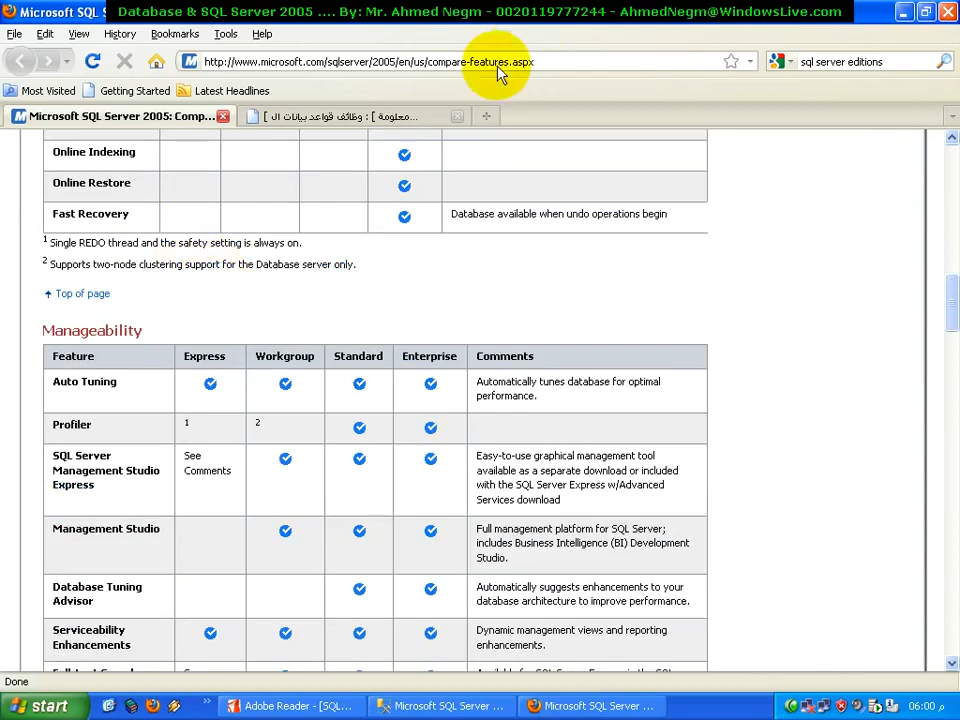 Microsoft SQL S
Database & SQL Server 2005 .... By: Mr. Ahmed Negm - 0020119777244 - AhmedNegm@WindowsLive.com
File Edit View History Bookmarks Tools Help
http://www.microsoft.com/sqlserver/2005/en/us/compare-features.aspx
sql server editions
Most Visited Getting Started Latest Headlines
Microsoft SQL Server 2005: Comp...
[ معلومة ] : وظائف قواعد بيانات ال...
Online Indexing
Online Restore
Fast Recovery Database available when undo operations begin
1 Single REDO thread and the safety setting is always on.
2 Supports two-node clustering support for the Database server only.
Top of page
Manageability
Feature Express Workgroup Standard Enterprise Comments
Auto Tuning Automatically tunes database for optimal
performance.
Profiler 1 2
SQL Server See Easy-to-use graphical management tool
Management Studio Comments available as a separate download or included
Express with the SQL Server Express w/Advanced
Services download
Management Studio Full management platform for SQL Server;
includes Business Intelligence (BI) Development
Studio.
Database Tuning Automatically suggests enhancements to your
Advisor database architecture to improve performance.
Serviceability Dynamic management views and reporting
Enhancements enhancements.
Done
start Adobe Reader - [SQL... Microsoft SQL Server ... Microsoft SQL Server ... 06:00 م